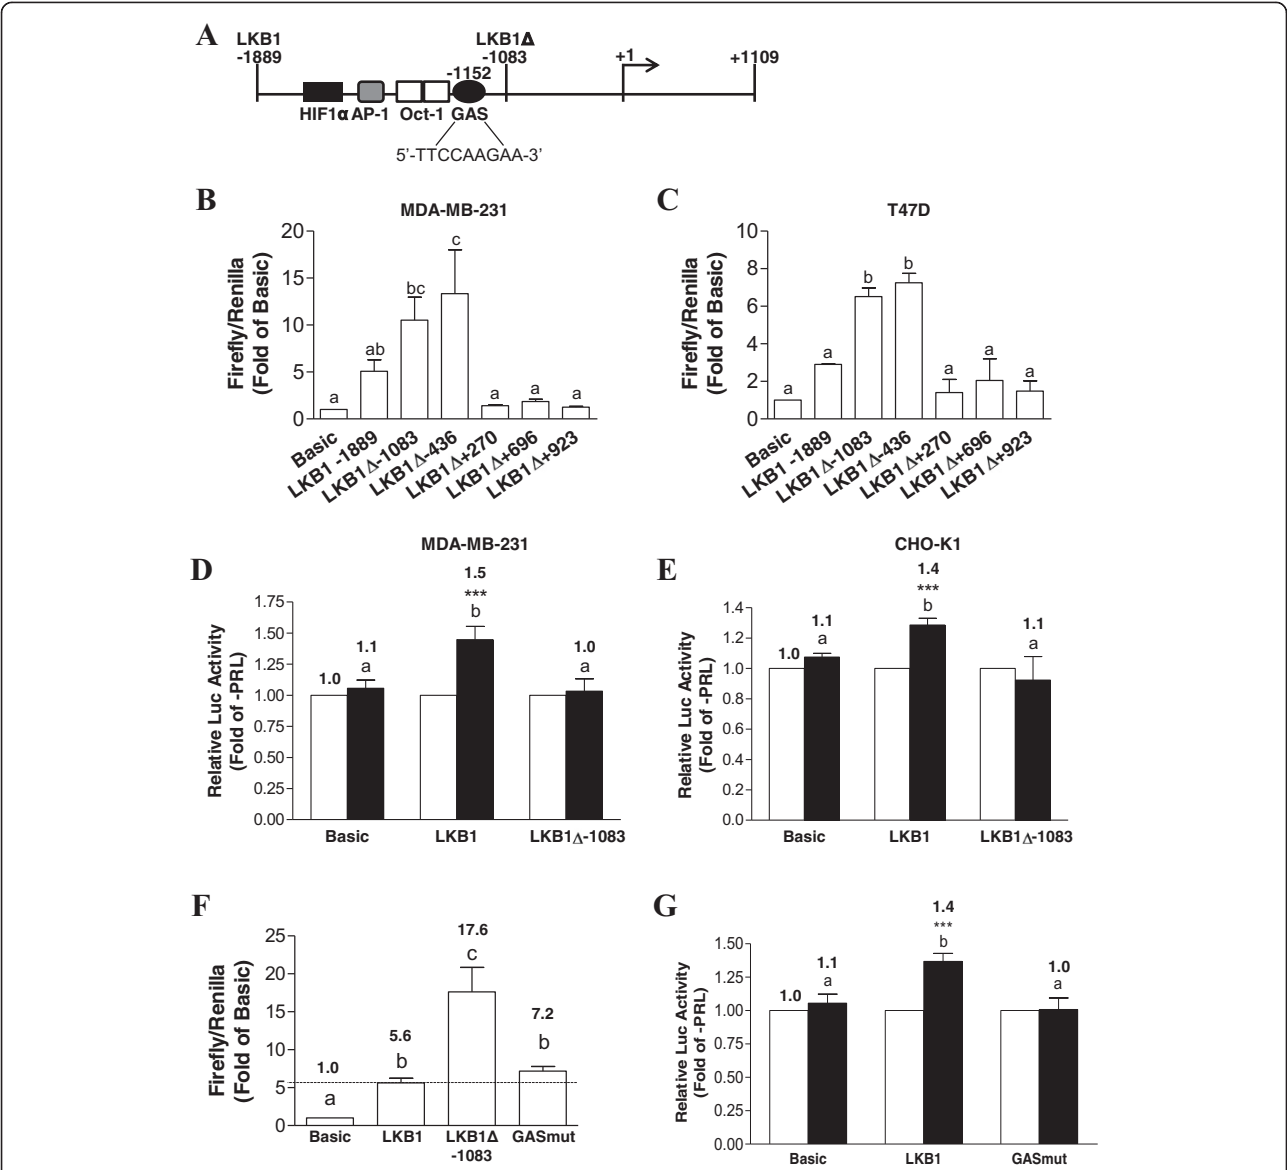 A
LKB1
-1889
LKB1Δ
-1083
+1
+1109
-1152
HIF1α AP-1 Oct-1 GAS
5'-TTCCAAGAA-3'
B
MDA-MB-231
Firefly/Renilla
(Fold of Basic)
20
15
10
5
0
a
ab
bc
c
a
a
a
Basic
LKB1 -1889
LKB1Δ-1083
LKB1Δ-436
LKB1Δ+270
LKB1Δ+696
LKB1Δ+923
C
T47D
Firefly/Renilla
(Fold of Basic)
10
8
6
4
2
0
a
a
b
b
a
a
a
Basic
LKB1 -1889
LKB1Δ-1083
LKB1Δ-436
LKB1Δ+270
LKB1Δ+696
LKB1Δ+923
D
MDA-MB-231
Relative Luc Activity
(Fold of -PRL)
1.75
1.50
1.25
1.00
0.75
0.50
0.25
0.00
1.0
1.1
a
1.5
***
b
1.0
a
Basic
LKB1
LKB1Δ-1083
E
CHO-K1
Relative Luc Activity
(Fold of -PRL)
1.4
1.2
1.0
0.8
0.6
0.4
0.2
0.0
1.0
1.1
a
1.4
***
b
1.1
a
Basic
LKB1
LKB1Δ-1083
F
Firefly/Renilla
(Fold of Basic)
25
20
15
10
5
0
1.0
a
5.6
b
17.6
c
7.2
b
Basic
LKB1
LKB1Δ
-1083
GASmut
G
Relative Luc Activity
(Fold of -PRL)
1.50
1.25
1.00
0.75
0.50
0.25
0.00
1.0
1.1
a
1.4
***
b
1.0
a
Basic
LKB1
GASmut